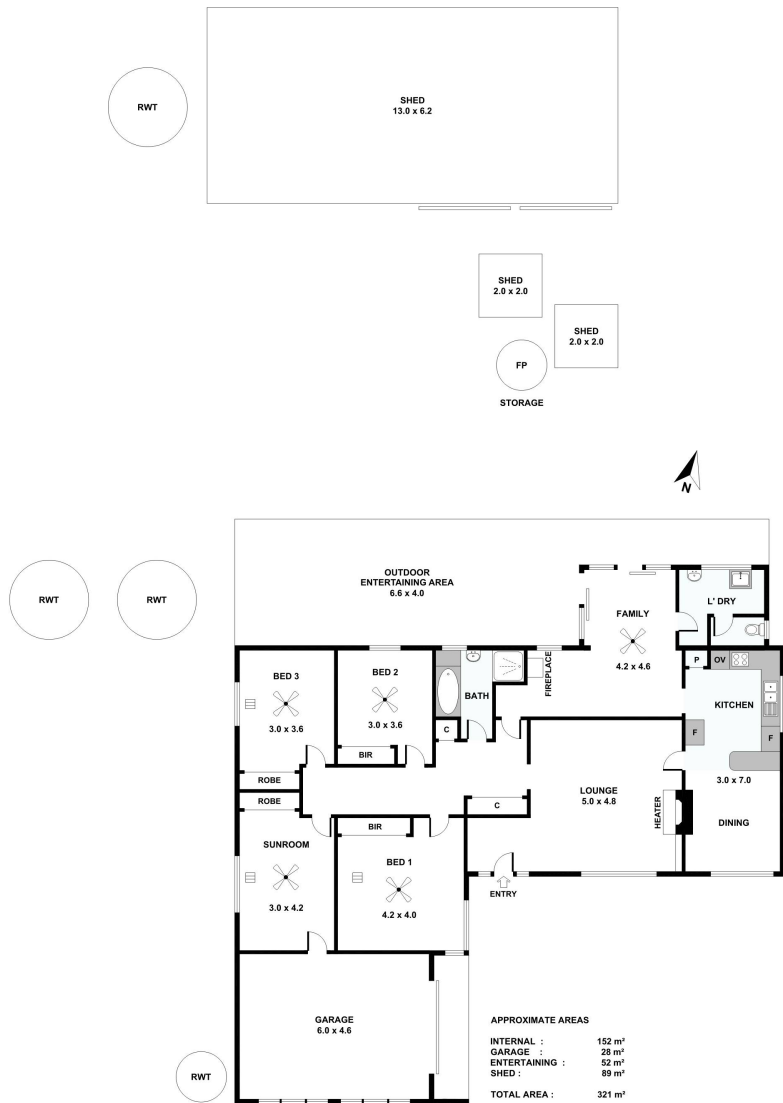 RWT
SHED
13.0 x 6.2
SHED
2.0 x 2.0
SHED
2.0 x 2.0
FP
STORAGE
N
RWT
RWT
OUTDOOR
ENTERTAINING AREA
6.6 x 4.0
FAMILY
4.2 x 4.6
L' DRY
BED 3
3.0 x 3.6
ROBE
BED 2
3.0 x 3.6
BIR
BATH
C
FIREPLACE
P
OV
KITCHEN
F
F
3.0 x 7.0
DINING
LOUNGE
5.0 x 4.8
HEATER
C
ROBE
SUNROOM
3.0 x 4.2
BIR
BED 1
4.2 x 4.0
ENTRY
GARAGE
6.0 x 4.6
RWT
APPROXIMATE AREAS
INTERNAL : 152 m²
GARAGE : 28 m²
ENTERTAINING : 52 m²
SHED : 89 m²
TOTAL AREA : 321 m²